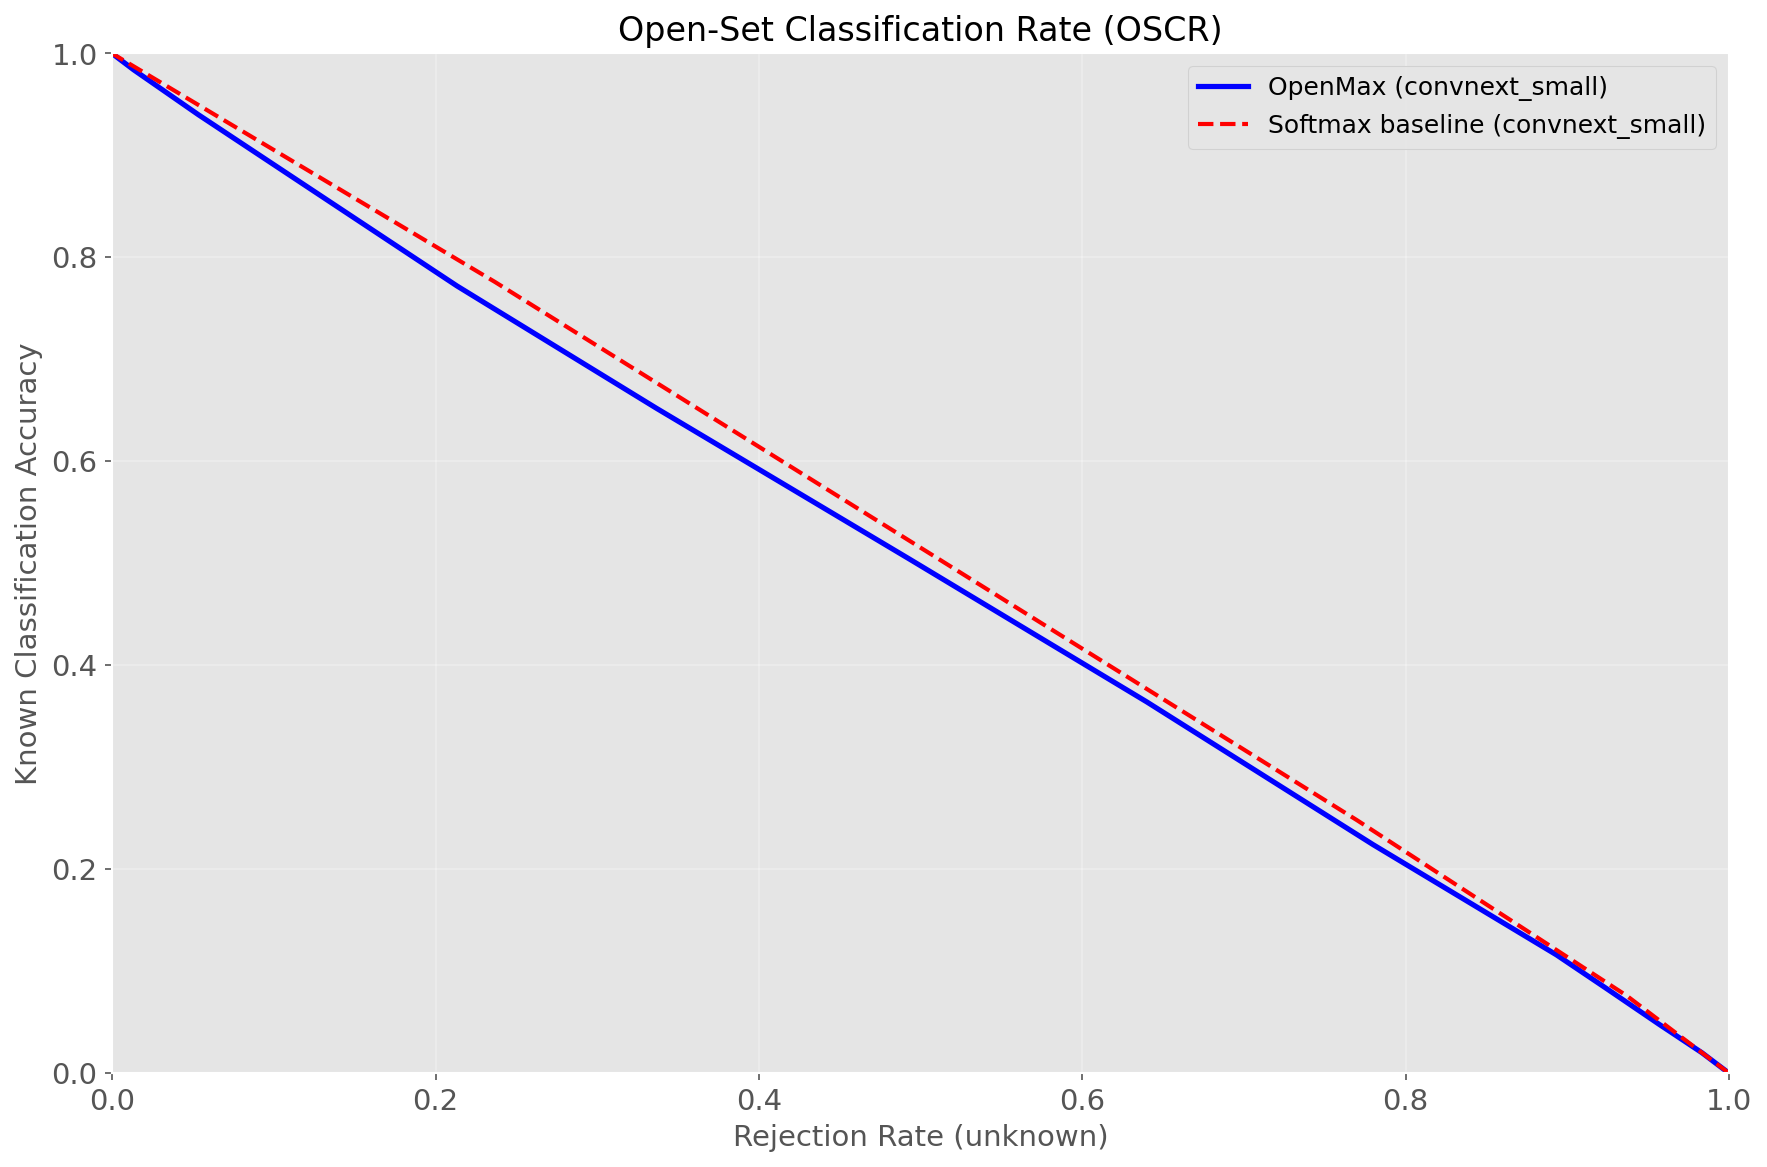 Open-Set Classification Rate (OSCR)
OpenMax (convnext_small)
Softmax baseline (convnext_small)
Known Classification Accuracy
1.0
0.8
0.6
0.4
0.2
0.0
0.0 0.2 0.4 0.6 0.8 1.0
Rejection Rate (unknown)